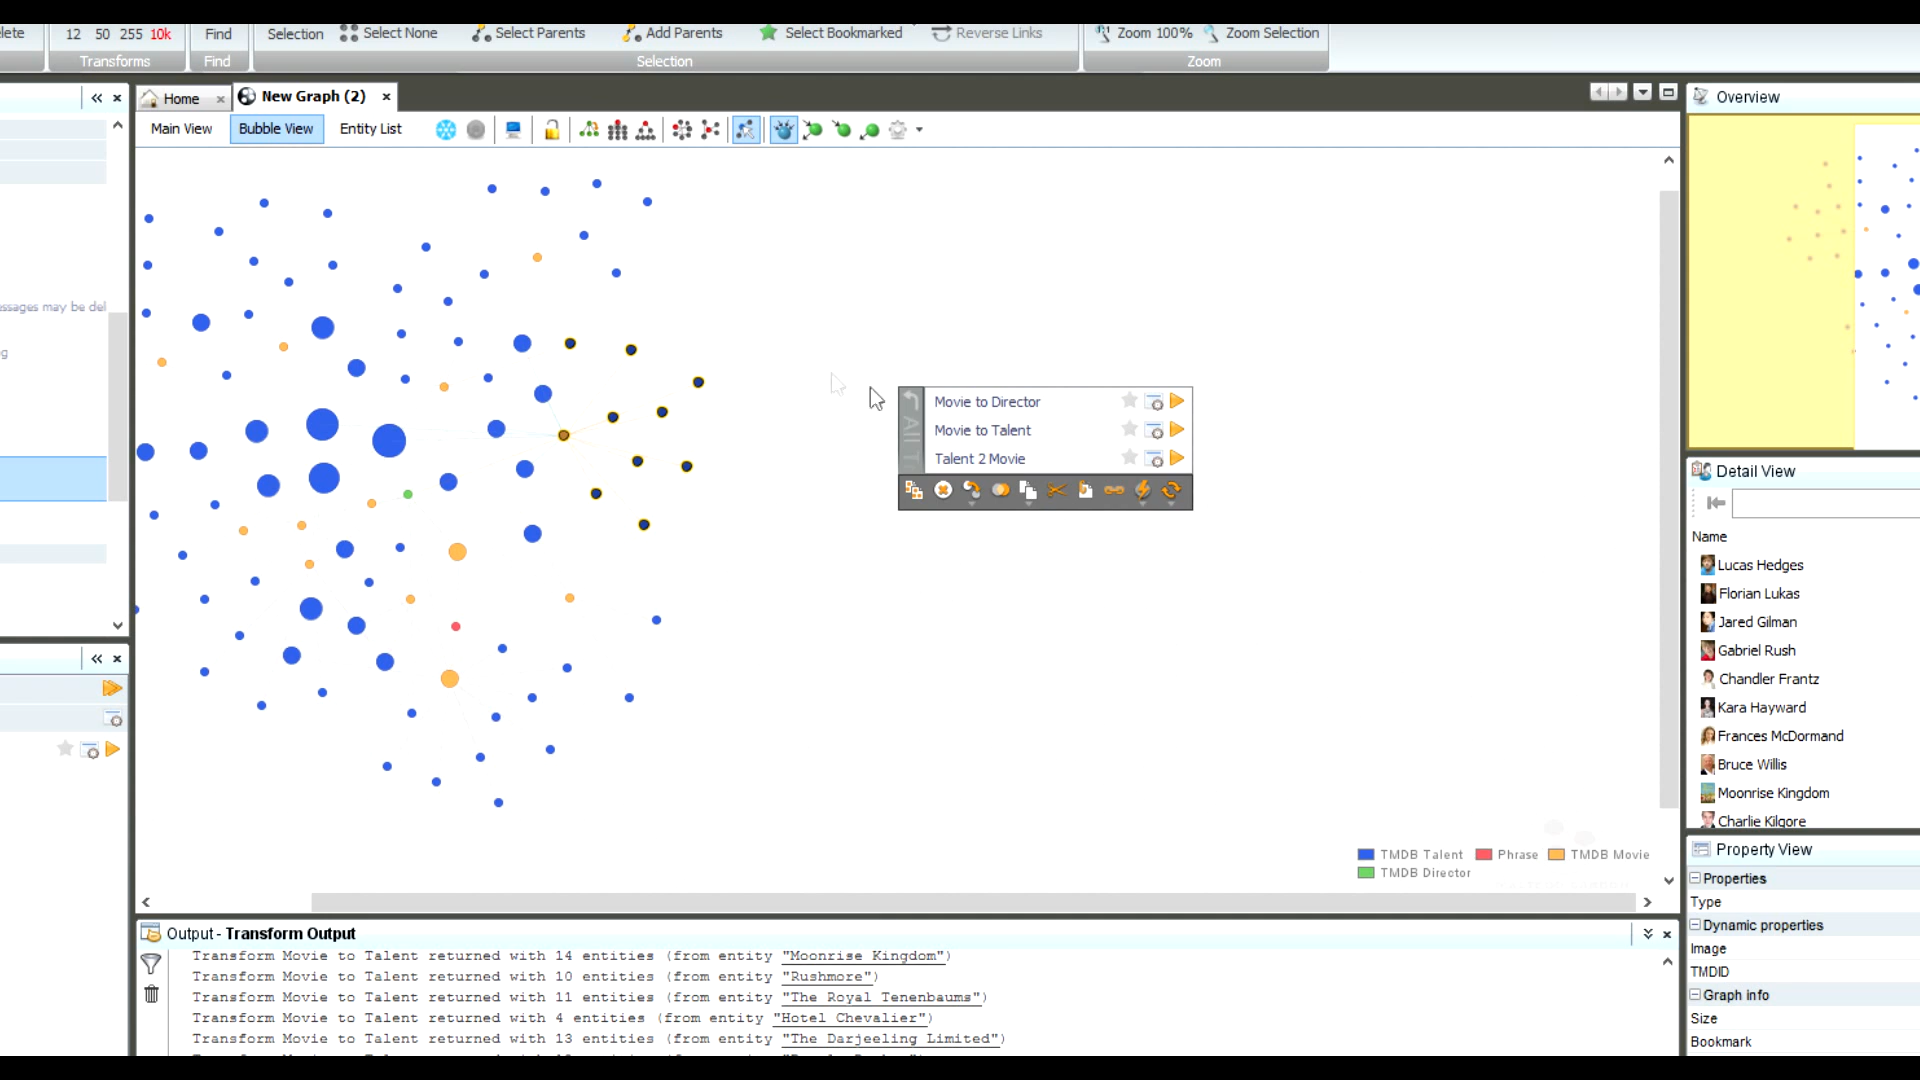 lete
12 50 255 10k
Find
Selection
Select None
Select Parents
Add Parents
Select Bookmarked
Reverse Links
Zoom 100%
Zoom Selection
Transforms
Find
Selection
Zoom
Home
New Graph (2)
Overview
Main View
Bubble View
Entity List
essages may be del
g
Movie to Director
Movie to Talent
Talent 2 Movie
Detail View
Name
Lucas Hedges
Florian Lukas
Jared Gilman
Gabriel Rush
Chandler Frantz
Kara Hayward
Frances McDormand
Bruce Willis
Moonrise Kingdom
Charlie Kilgore
TMDB Talent
Phrase
TMDB Movie
TMDB Director
Property View
Properties
Type
Dynamic properties
Image
TMDID
Graph info
Size
Bookmark
Output - Transform Output
Transform Movie to Talent returned with 14 entities (from entity "Moonrise Kingdom")
Transform Movie to Talent returned with 10 entities (from entity "Rushmore")
Transform Movie to Talent returned with 11 entities (from entity "The Royal Tenenbaums")
Transform Movie to Talent returned with 4 entities (from entity "Hotel Chevalier")
Transform Movie to Talent returned with 13 entities (from entity "The Darjeeling Limited")